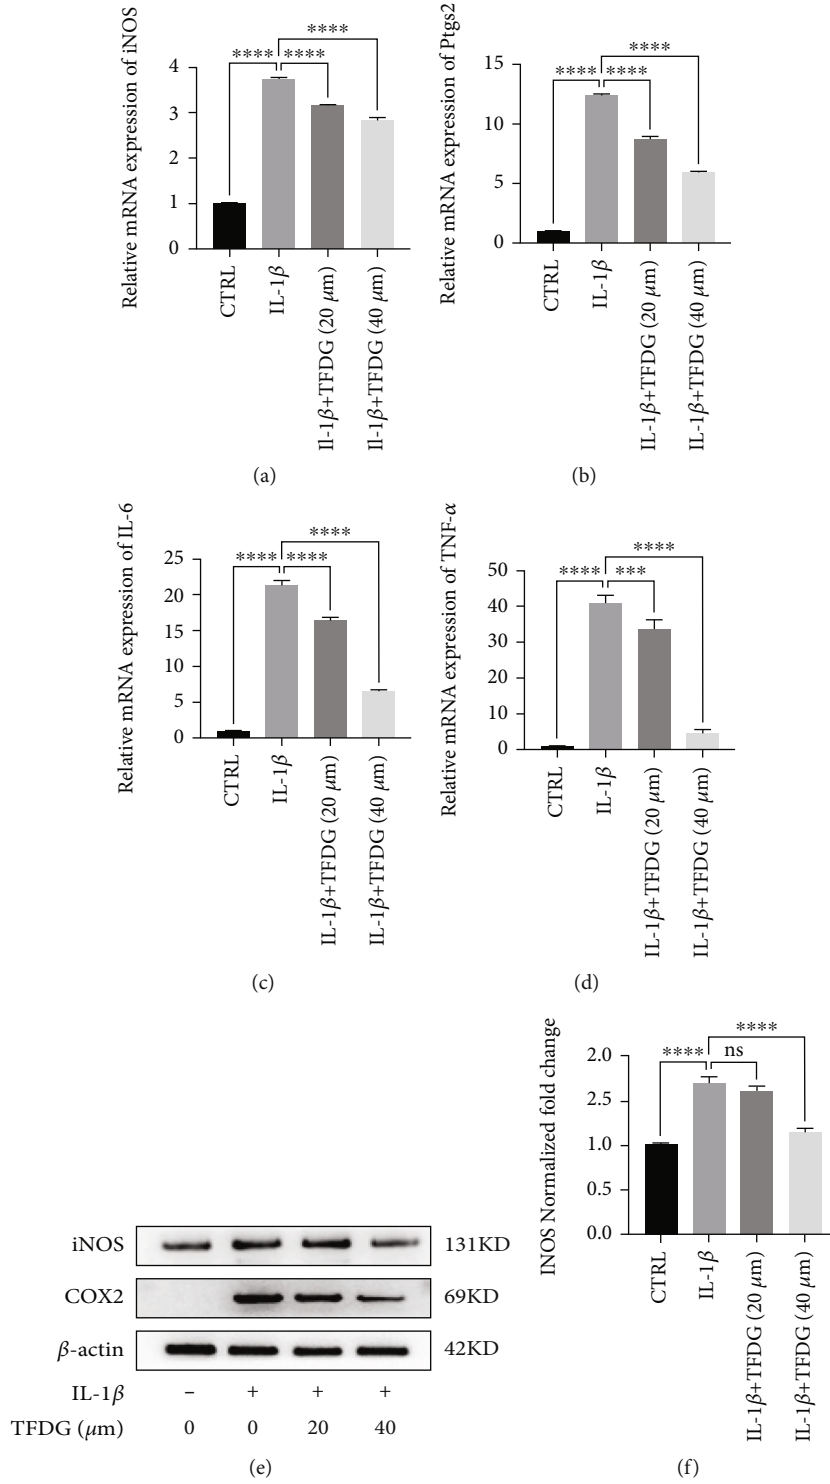 Relative mRNA expression of iNOS
4
3
2
1
0
**** ****
****
CTRL
IL-1β
Il-1β+TFDG (20 μm)
Il-1β+TFDG (40 μm)
(a)
Relative mRNA expression of Ptgs2
15
10
5
0
**** ****
****
CTRL
IL-1β
IL-1β+TFDG (20 μm)
IL-1β+TFDG (40 μm)
(b)
Relative mRNA expression of IL-6
25
20
15
10
5
0
**** ****
****
CTRL
IL-1β
IL-1β+TFDG (20 μm)
IL-1β+TFDG (40 μm)
(c)
Relative mRNA expression of TNF-α
50
40
30
20
10
0
**** ***
****
CTRL
IL-1β
IL-1β+TFDG (20 μm)
IL-1β+TFDG (40 μm)
(d)
iNOS 131KD
COX2 69KD
β-actin 42KD
IL-1β – + + +
TFDG (μm) 0 0 20 40
(e)
INOS Normalized fold change
2.0
2.5
1.0
0.5
0.0
**** ns
****
CTRL
IL-1β
IL-1β+TFDG (20 μm)
IL-1β+TFDG (40 μm)
(f)